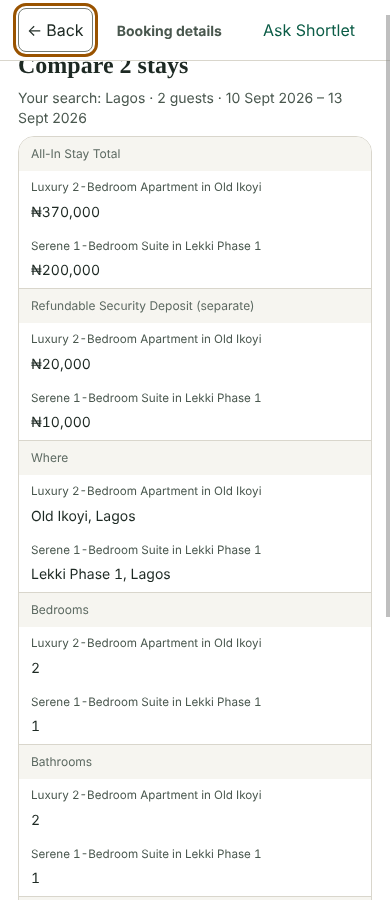 ← Back
Booking details
Ask Shortlet
Compare 2 stays
Your search: Lagos · 2 guests · 10 Sept 2026 – 13
Sept 2026
All-In Stay Total
Luxury 2-Bedroom Apartment in Old Ikoyi
₦370,000
Serene 1-Bedroom Suite in Lekki Phase 1
₦200,000
Refundable Security Deposit (separate)
Luxury 2-Bedroom Apartment in Old Ikoyi
₦20,000
Serene 1-Bedroom Suite in Lekki Phase 1
₦10,000
Where
Luxury 2-Bedroom Apartment in Old Ikoyi
Old Ikoyi, Lagos
Serene 1-Bedroom Suite in Lekki Phase 1
Lekki Phase 1, Lagos
Bedrooms
Luxury 2-Bedroom Apartment in Old Ikoyi
2
Serene 1-Bedroom Suite in Lekki Phase 1
1
Bathrooms
Luxury 2-Bedroom Apartment in Old Ikoyi
2
Serene 1-Bedroom Suite in Lekki Phase 1
1